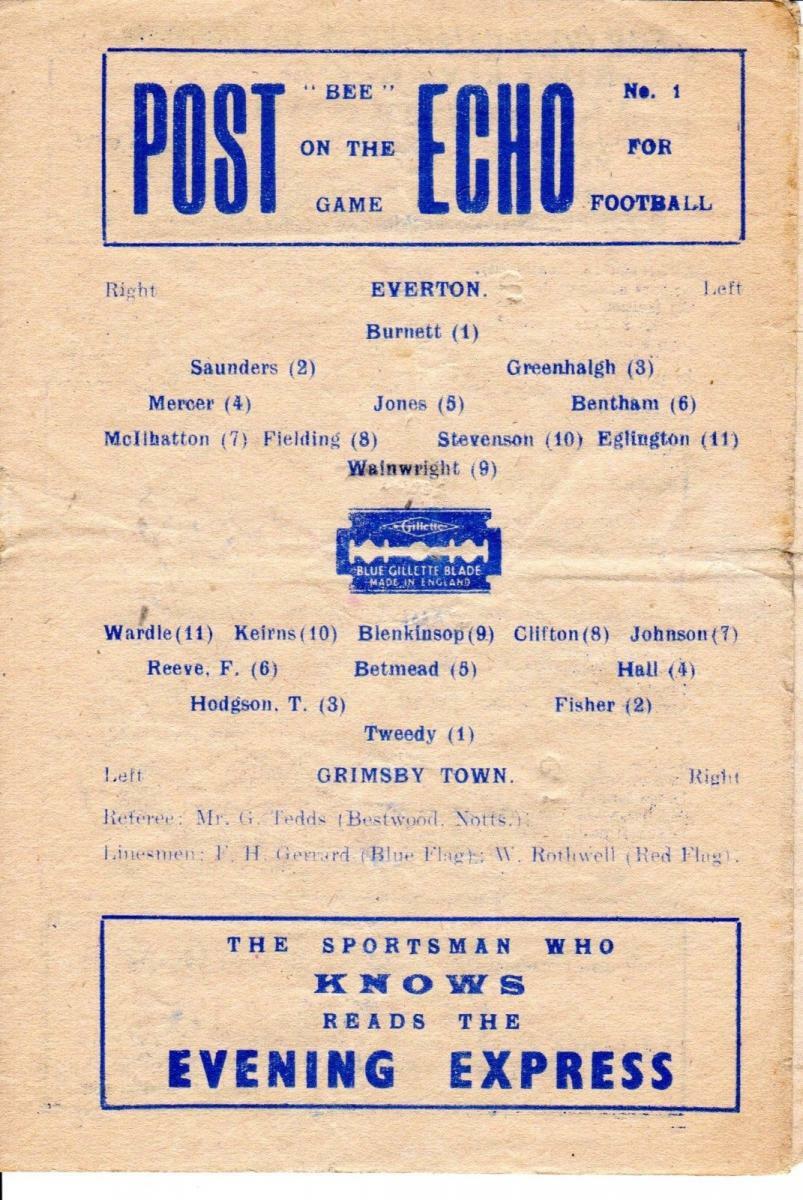 POST "BEE" ON THE GAME ECHO No. 1 FOR FOOTBALL
Right EVERTON. Left
Burnett (1)
Saunders (2) Greenhalgh (3)
Mercer (4) Jones (5) Bentham (6)
McIlhatton (7) Fielding (8) Stevenson (10) Eglington (11)
Wainwright (9)
Gillette
BLUE GILLETTE BLADE
MADE IN ENGLAND
Wardle(11) Keirns(10) Blenkinsop(9) Clifton(8) Johnson(7)
Reeve, F. (6) Betmead (5) Hall (4)
Hodgson, T. (3) Fisher (2)
Tweedy (1)
Left GRIMSBY TOWN. Right
Referee: Mr. G. Tedds (Bestwood, Notts.);
Linesmen: F. H. Gerrard (Blue Flag); W. Rothwell (Red Flag).
THE SPORTSMAN WHO
KNOWS
READS THE
EVENING EXPRESS